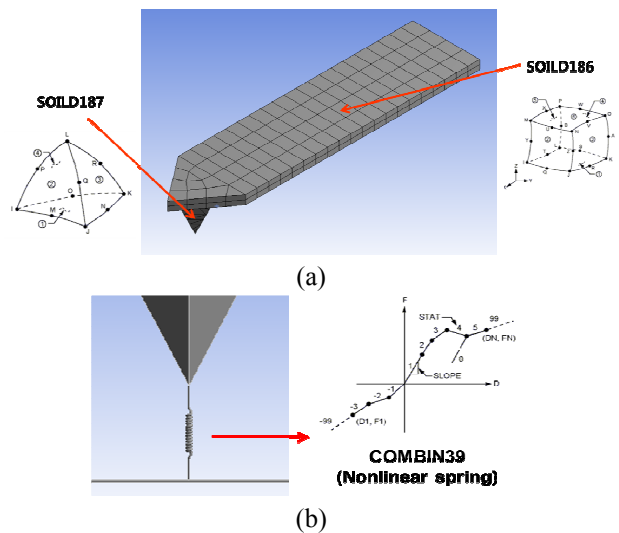 SOILD187
SOILD186
L
P
R
Q
O
I
M
N
K
J
(a)
F
STAT
3
4
5
99
2
(DN, FN)
1
6
SLOPE
D
-1
-2
-3
-99
(D1, F1)
COMBIN39
(Nonlinear spring)
(b)